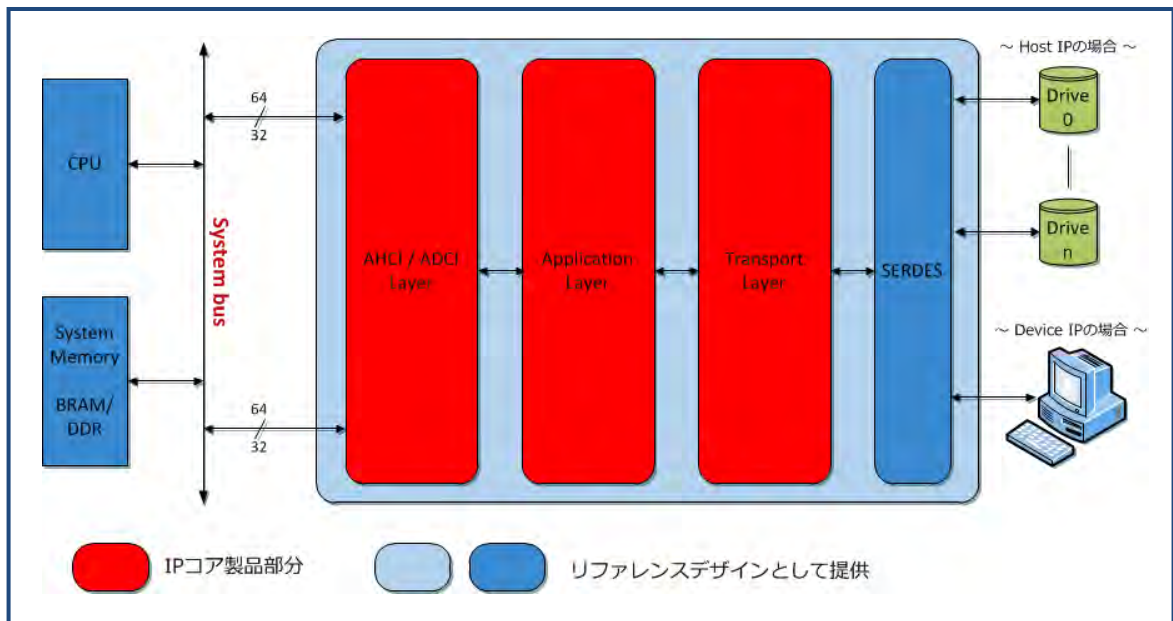 ～ Host IPの場合 ～
64
32
CPU
Drive
0
System bus
AHCI / ADCI
Layer
Application
Layer
Transport
Layer
SERDES
Drive
n
System
Memory
BRAM/
DDR
～ Device IPの場合 ～
64
32
IPコア製品部分
リファレンスデザインとして提供